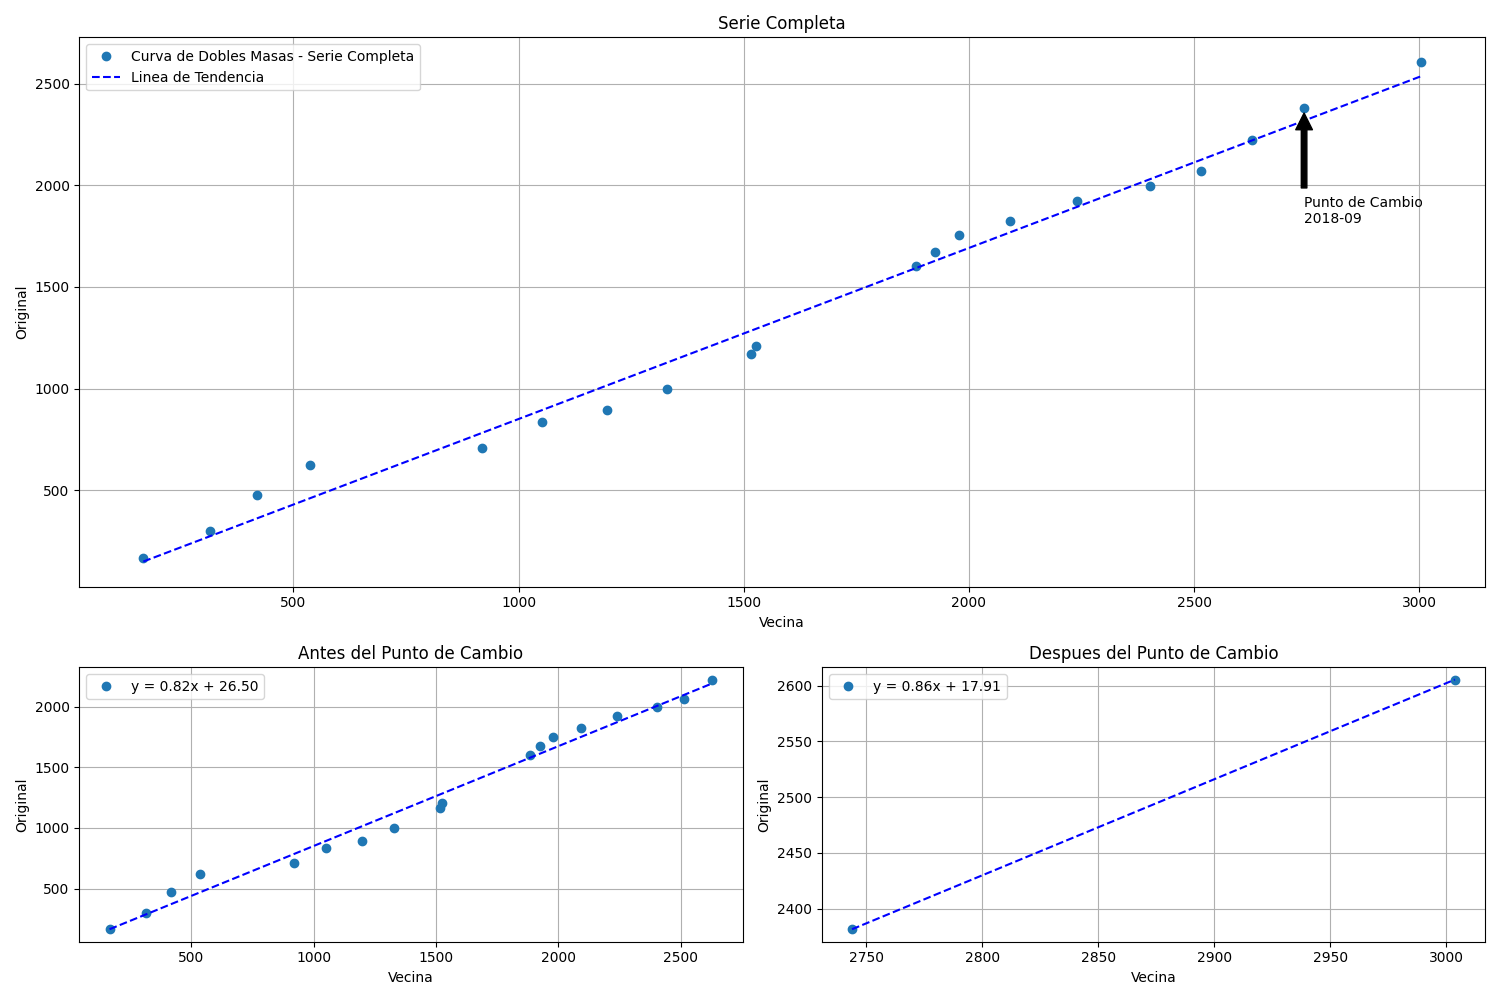 Serie Completa
Curva de Dobles Masas - Serie Completa
Linea de Tendencia
2500
2000
1500
1000
500
Original
Punto de Cambio
2018-09
500
1000
1500
2000
2500
3000
Vecina
Antes del Punto de Cambio
y = 0.82x + 26.50
2000
1500
1000
500
Original
500
1000
1500
2000
2500
Vecina
Despues del Punto de Cambio
y = 0.86x + 17.91
2600
2550
2500
2450
2400
Original
2750
2800
2850
2900
2950
3000
Vecina